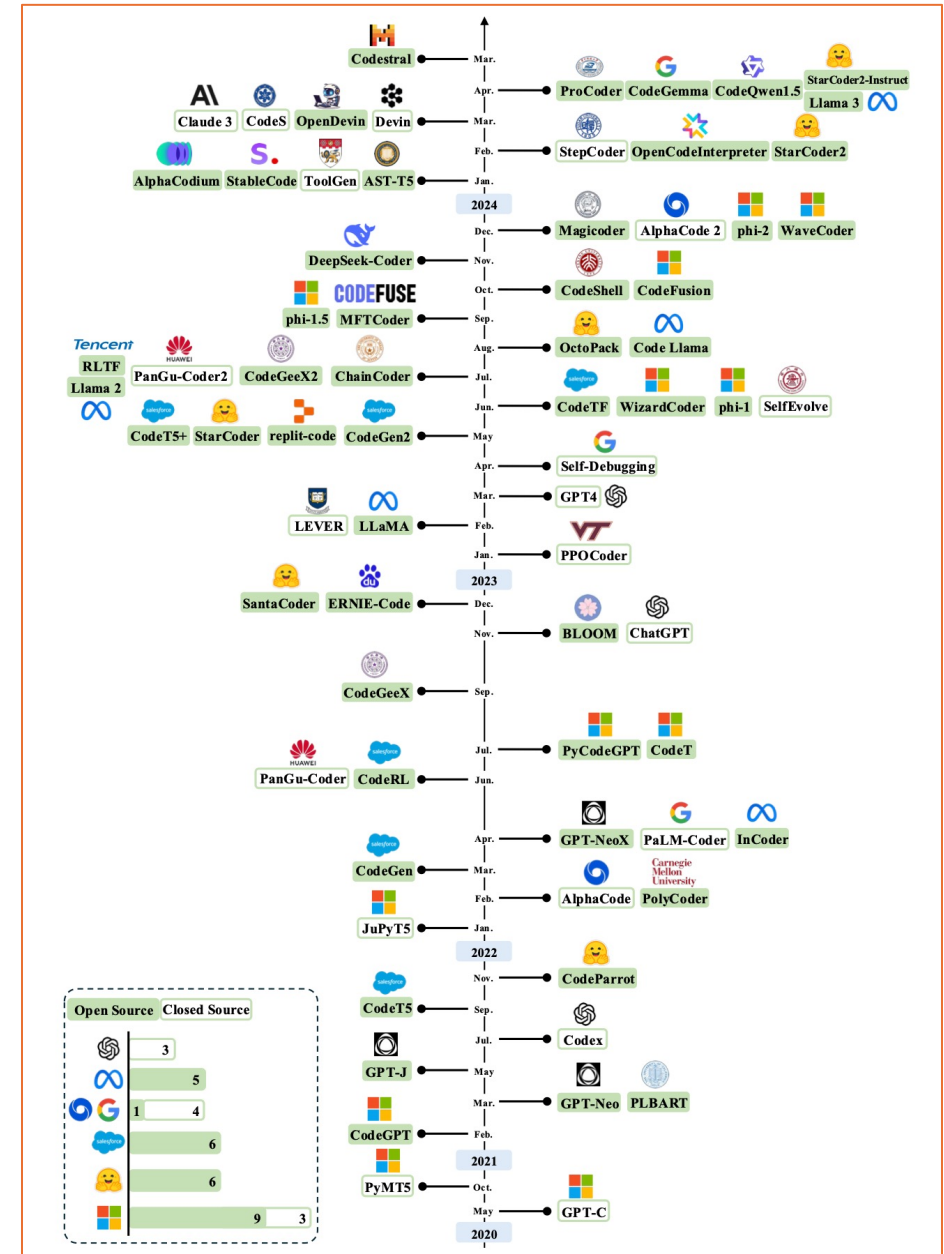 Codestral
Mar.
Apr.
ProCoder CodeGemma CodeQwen1.5 StarCoder2-Instruct
Llama 3
Claude 3 CodeS OpenDevin Devin
Mar.
Feb.
StepCoder OpenCodeInterpreter StarCoder2
S.
AlphaCodium StableCode ToolGen AST-T5
Jan.
2024
Dec.
Magicoder AlphaCode 2 phi-2 WaveCoder
DeepSeek-Coder
Nov.
Oct.
CodeShell CodeFusion
CODEFUSE
phi-1.5 MFTCoder
Sep.
Aug.
OctoPack Code Llama
Tencent
HUAWEI
RLTF
Llama 2
PanGu-Coder2 CodeGeeX2 ChainCoder
Jul.
salesforce
Jun.
CodeTF WizardCoder phi-1 SelfEvolve
salesforce
salesforce
CodeT5+ StarCoder replit-code CodeGen2
May
Apr.
Self-Debugging
Mar.
GPT4
LEVER LLaMA
Feb.
VT
Jan.
PPOCoder
2023
du
SantaCoder ERNIE-Code
Dec.
Nov.
BLOOM ChatGPT
CodeGeeX
Sep.
Jul.
PyCodeGPT CodeT
HUAWEI
salesforce
PanGu-Coder CodeRL
Jun.
Apr.
GPT-NeoX PaLM-Coder InCoder
salesforce
CodeGen
Mar.
Carnegie
Mellon
University
Feb.
AlphaCode PolyCoder
JuPyT5
Jan.
2022
Nov.
CodeParrot
salesforce
CodeT5
Sep.
Jul.
Codex
GPT-J
May
Mar.
GPT-Neo PLBART
CodeGPT
Feb.
2021
PyMT5
Oct.
May
GPT-C
2020
Open Source Closed Source
3
5
1 4
salesforce
6
6
9 3